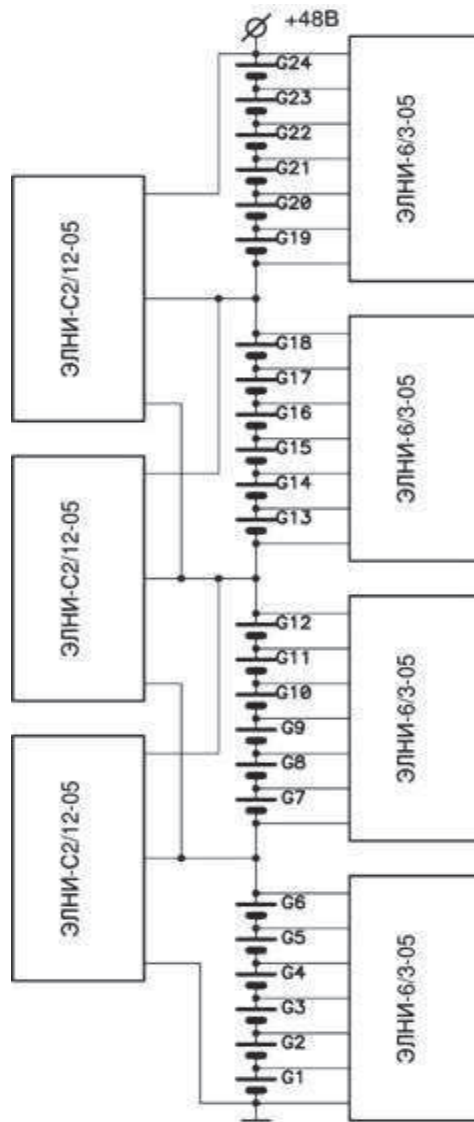 +48В
G24
G23
G22
G21
G20
G19
ЭЛНИ-6/3-05
ЭЛНИ-С2/12-05
G18
G17
G16
G15
G14
G13
ЭЛНИ-6/3-05
ЭЛНИ-С2/12-05
G12
G11
G10
G9
G8
G7
ЭЛНИ-6/3-05
ЭЛНИ-С2/12-05
G6
G5
G4
G3
G2
G1
ЭЛНИ-6/3-05